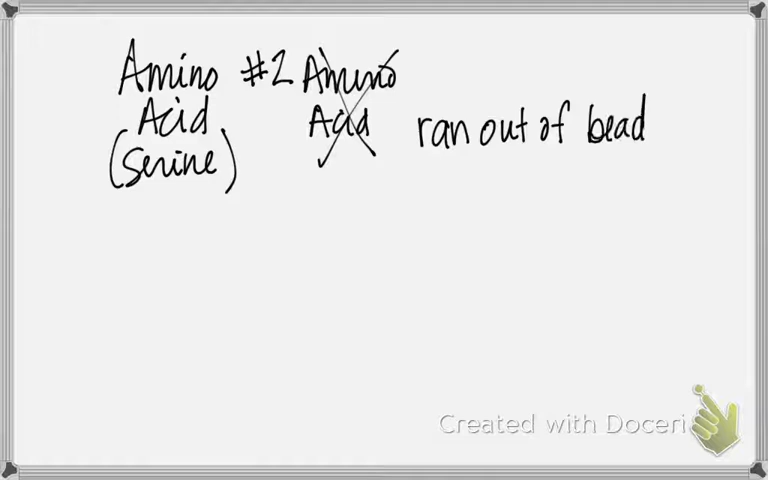 Amino #2 Amino
Acid Acid ran out of bead
(Serine)
Created with Doceri